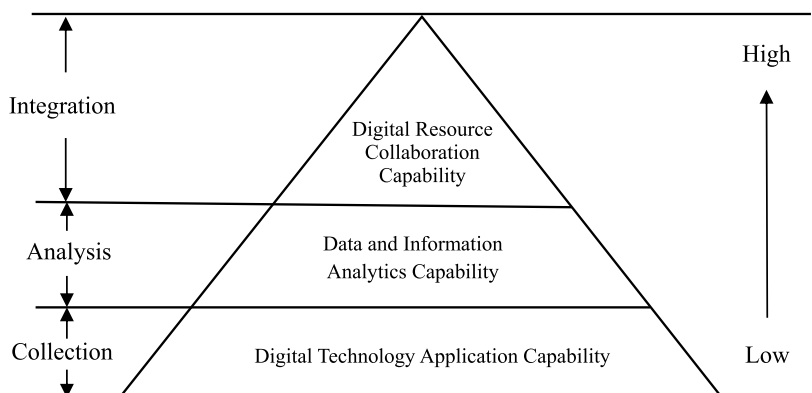 High
Integration
Digital Resource
Collaboration
Capability
Analysis
Data and Information
Analytics Capability
Collection
Digital Technology Application Capability
Low